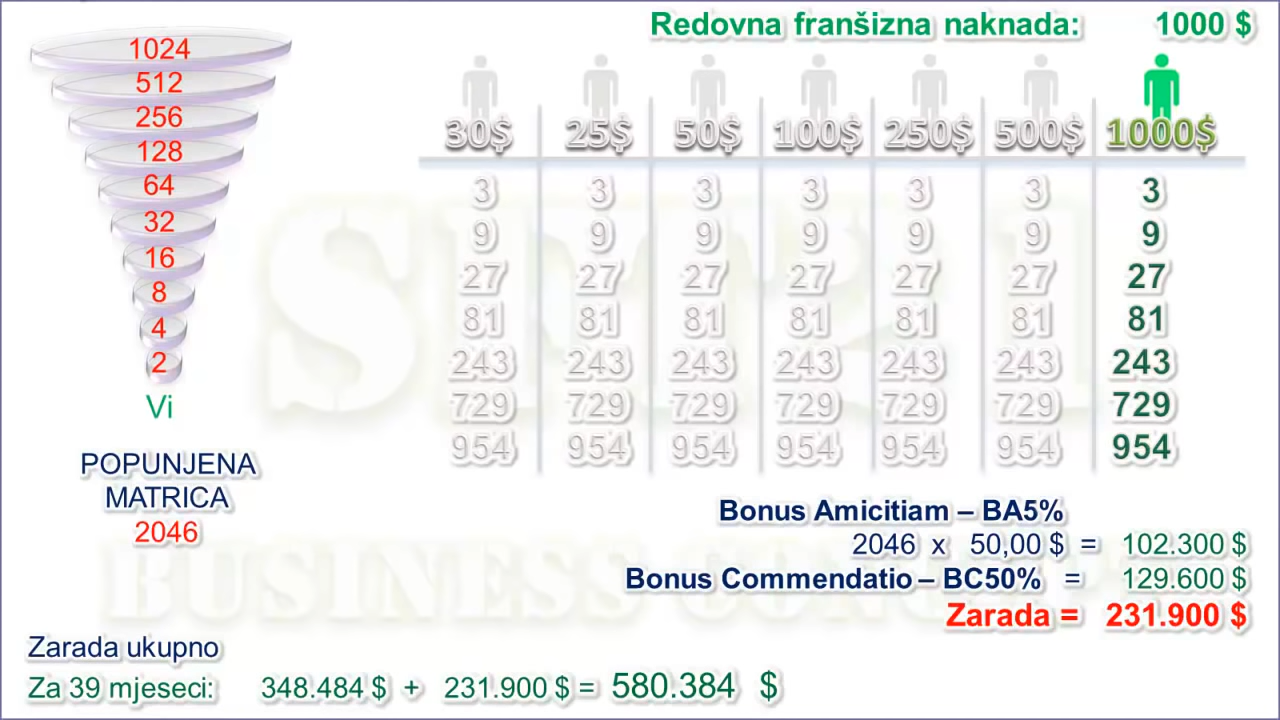 1024
512
256
128
64
32
16
8
4
2
Vi
POPUNJENA
MATRICA
2046
Redovna franšizna naknada: 1000 $
30$ 25$ 50$ 100$ 250$ 500$ 1000$
3 3 3 3 3 3 3
9 9 9 9 9 9 9
27 27 27 27 27 27 27
81 81 81 81 81 81 81
243 243 243 243 243 243 243
729 729 729 729 729 729 729
954 954 954 954 954 954 954
Bonus Amicitiam – BA5%
2046 x 50,00 $ = 102.300 $
Bonus Commendatio – BC50% = 129.600 $
Zarada = 231.900 $
Zarada ukupno
Za 39 mjeseci: 348.484 $ + 231.900 $ = 580.384 $
BUSINESS